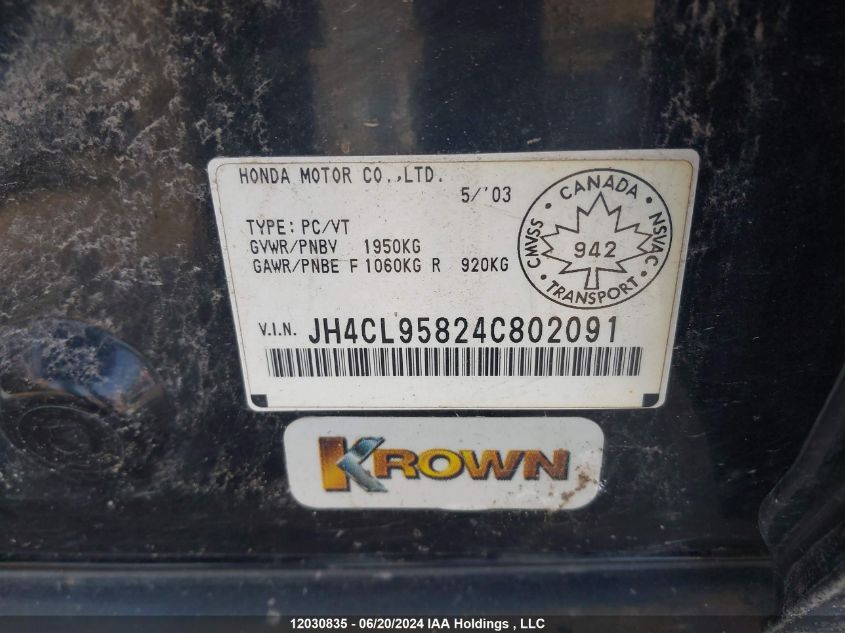 HONDA MOTOR CO.,LTD.
5/'03
TYPE: PC/VT
GVWR/PNBV 1950KG
GAWR/PNBE F 1060KG R 920KG
CANADA
CMVSS
942
NSVAC
TRANSPORT
V.I.N. JH4CL95824C802091
KROWN
12030835 - 06/20/2024 IAA Holdings , LLC